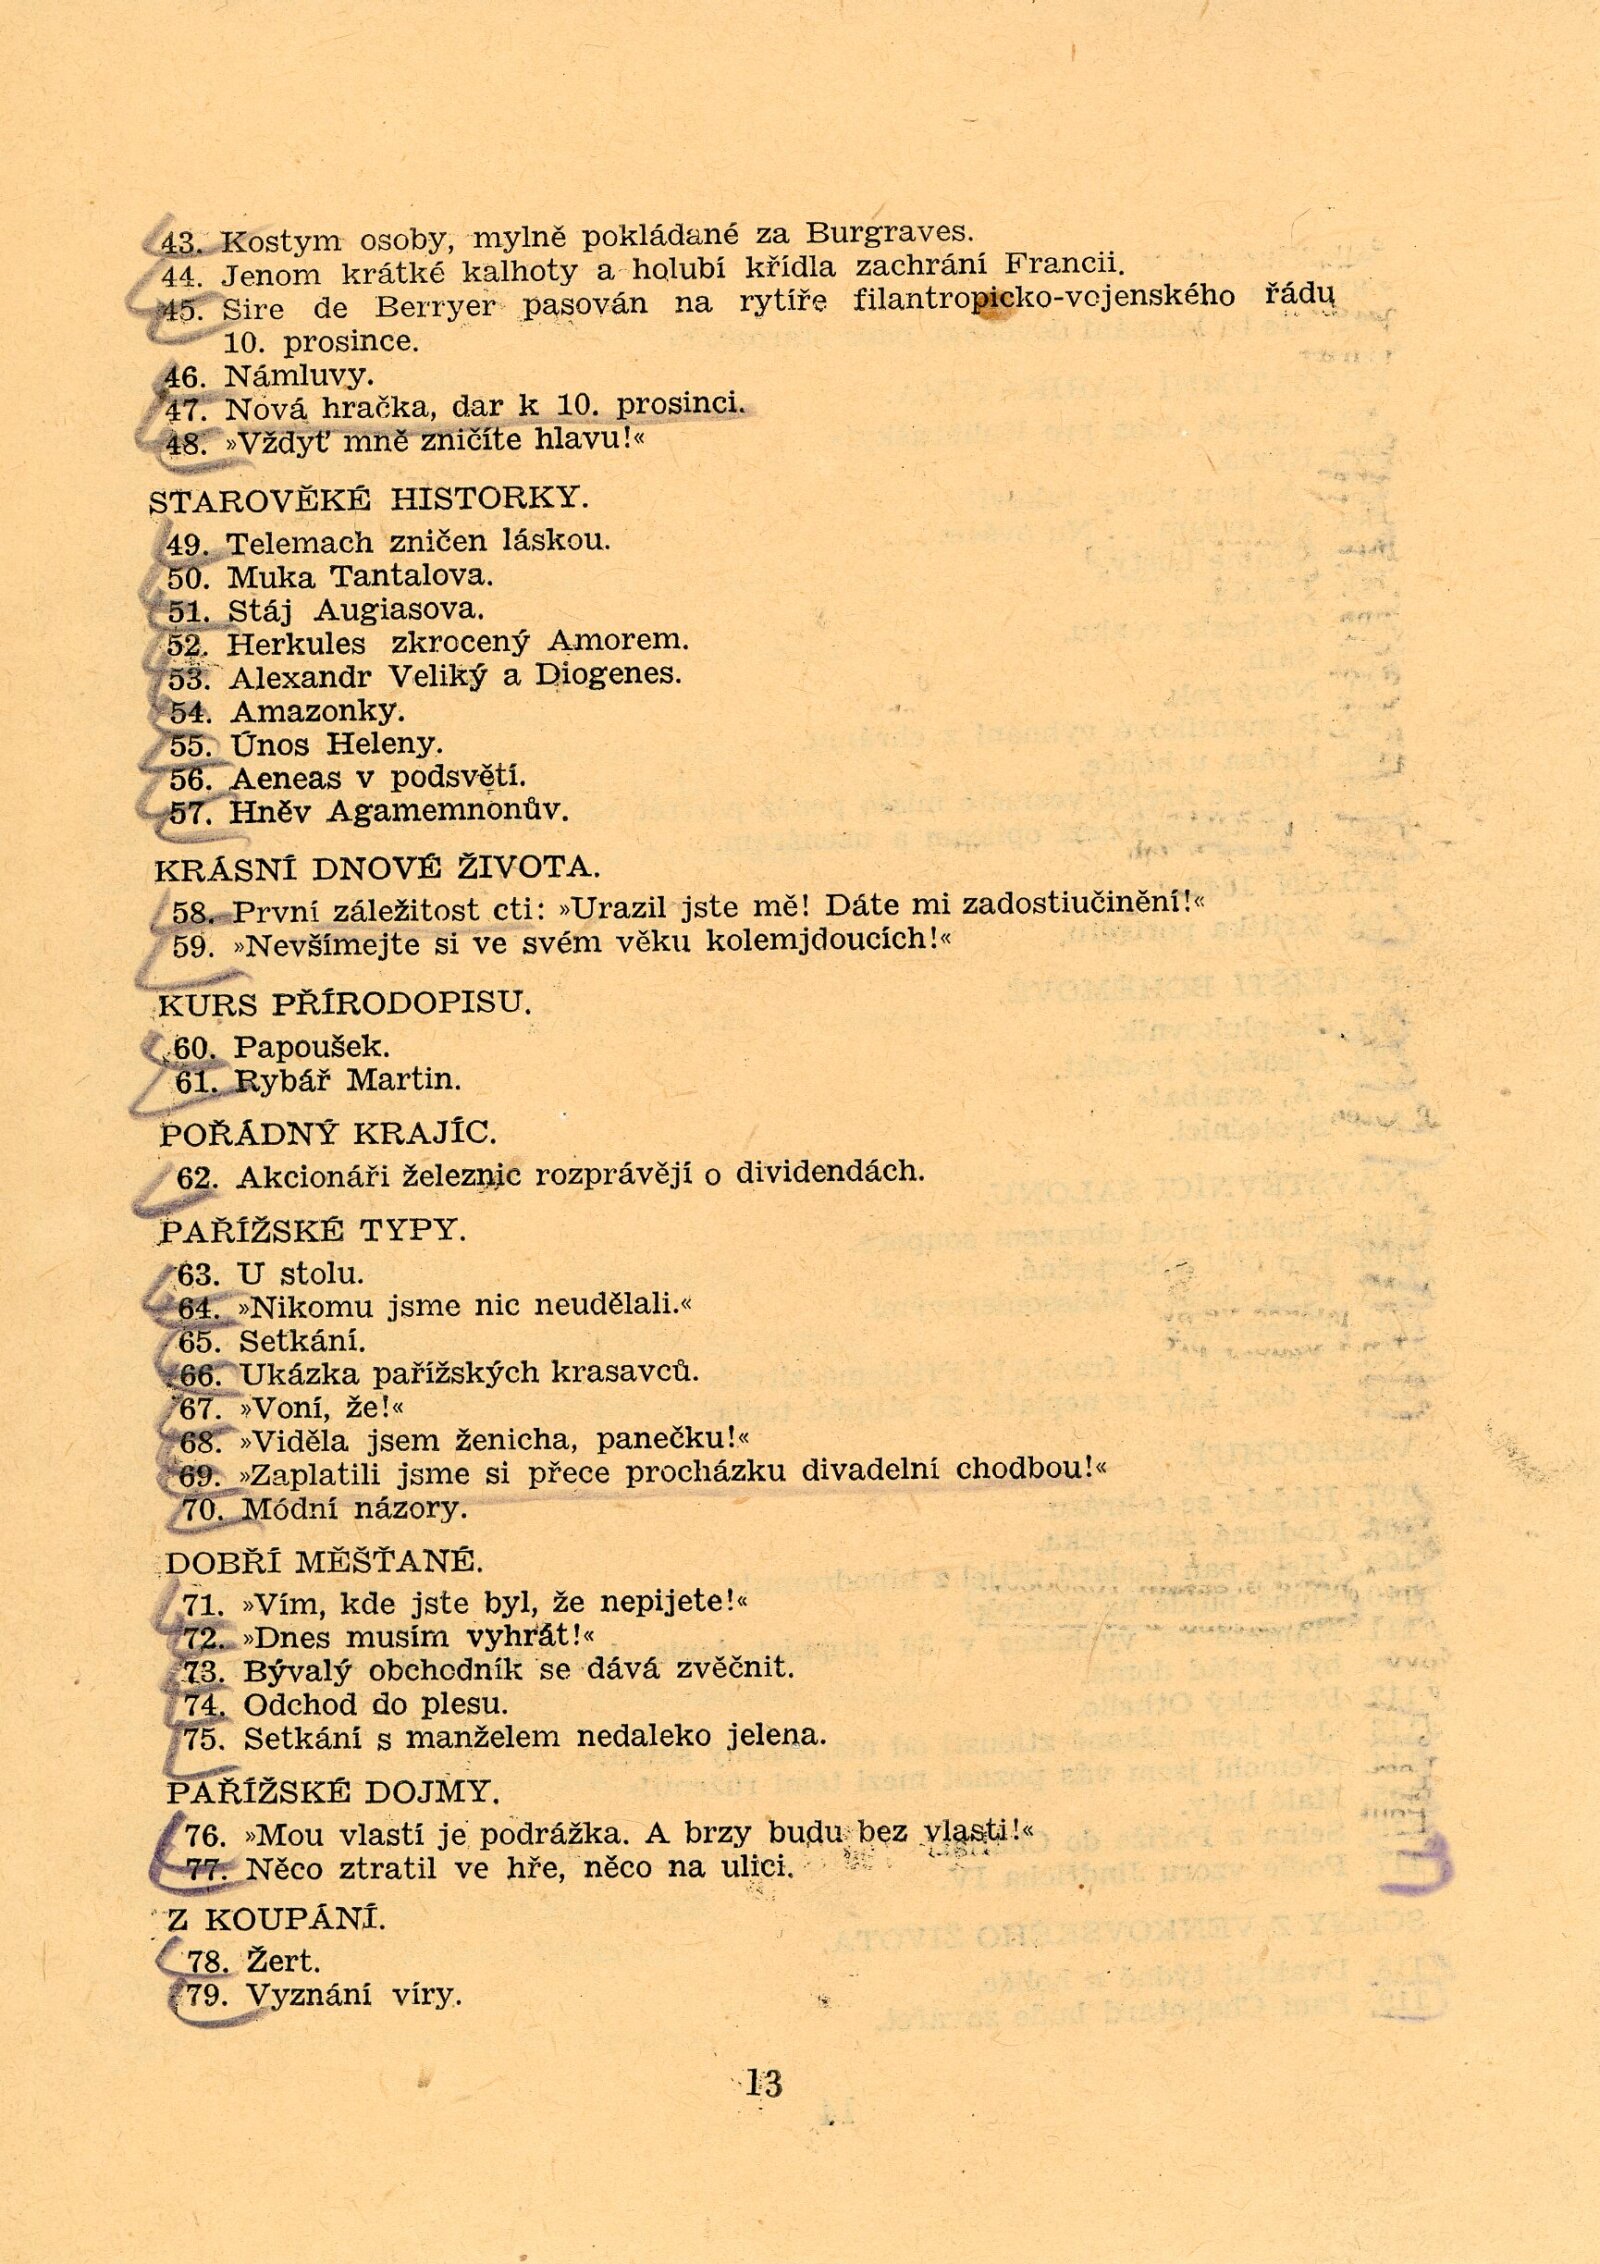 43. Kostym osoby, mylně pokládané za Burgraves.
44. Jenom krátké kalhoty a holubí křídla zachrání Francii.
45. Sire de Berryer pasován na rytíře filantropicko-vojenského řádu
10. prosince.
46. Námluvy.
47. Nová hračka, dar k 10. prosinci.
48. »Vždyť mně zničíte hlavu!«
STAROVĚKÉ HISTORKY.
49. Telemach zničen láskou.
50. Muka Tantalova.
51. Stáj Augiasova.
52. Herkules zkrocený Amorem.
53. Alexandr Veliký a Diogenes.
54. Amazonky.
55. Únos Heleny.
56. Aeneas v podsvětí.
57. Hněv Agamemnonův.
KRÁSNÍ DNOVÉ ŽIVOTA.
58. První záležitost cti: »Urazil jste mě! Dáte mi zadostiučinění!«
59. »Nevšímejte si ve svém věku kolemjdoucích!«
KURS PŘÍRODOPISU.
60. Papoušek.
61. Rybář Martin.
POŘÁDNÝ KRAJÍC.
62. Akcionáři železnic rozprávějí o dividendách.
PAŘÍŽSKÉ TYPY.
63. U stolu.
64. »Nikomu jsme nic neudělali.«
65. Setkání.
66. Ukázka pařížských krasavců.
67. »Voní, že!«
68. »Viděla jsem ženicha, panečku!«
69. »Zaplatili jsme si přece procházku divadelní chodbou!«
70. Módní názory.
DOBŘÍ MĚŠŤANÉ.
71. »Vím, kde jste byl, že nepijete!«
72. »Dnes musím vyhrát!«
73. Bývalý obchodník se dává zvěčnit.
74. Odchod do plesu.
75. Setkání s manželem nedaleko jelena.
PAŘÍŽSKÉ DOJMY.
76. »Mou vlastí je podrážka. A brzy budu bez vlasti!«
77. Něco ztratil ve hře, něco na ulici.
Z KOUPÁNÍ.
78. Žert.
79. Vyznání víry.
13